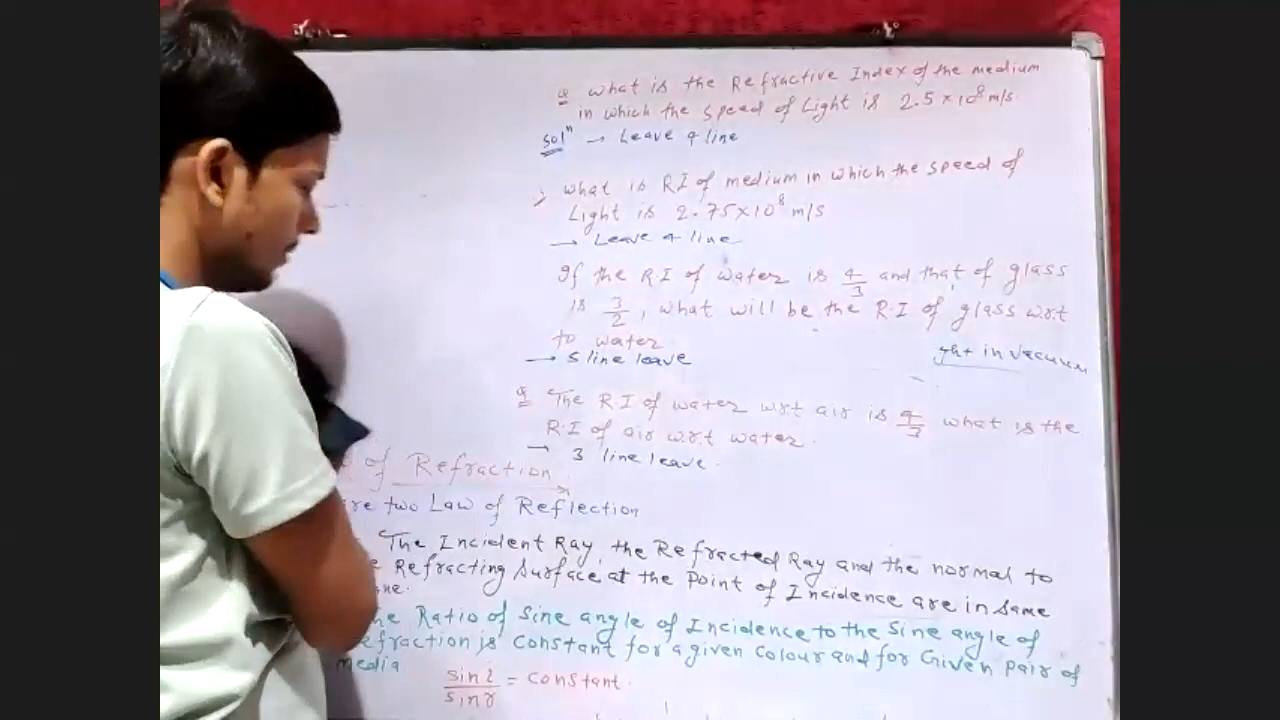 Q what is the Refractive Index of the medium
in which the speed of Light is 2.5×10⁸ m/s.
Solⁿ → Leave 4 line
what is RI of medium in which the speed of
Light is 2.75×10⁸ m/s
→ Leave 4 line
If the R.I of water is 4/3 and that of glass
is 3/2, what will be the R.I of glass w.r.t
to water
→ 5 line leave
ght in vacuum
Q The R.I of water wrt air is 4/3 what is the
R.I of air w.r.t water.
→ 3 line leave.
of Refraction
re two Law of Reflection
The Incident Ray, the Refracted Ray and the normal to
e Refracting Surface at the Point of Incidence are in Same
ne.
he Ratio of Sine angle of Incidence to the Sine angle of
efraction is Constant for a given Colour and for Given pair of
media
sin i / sin r = constant.